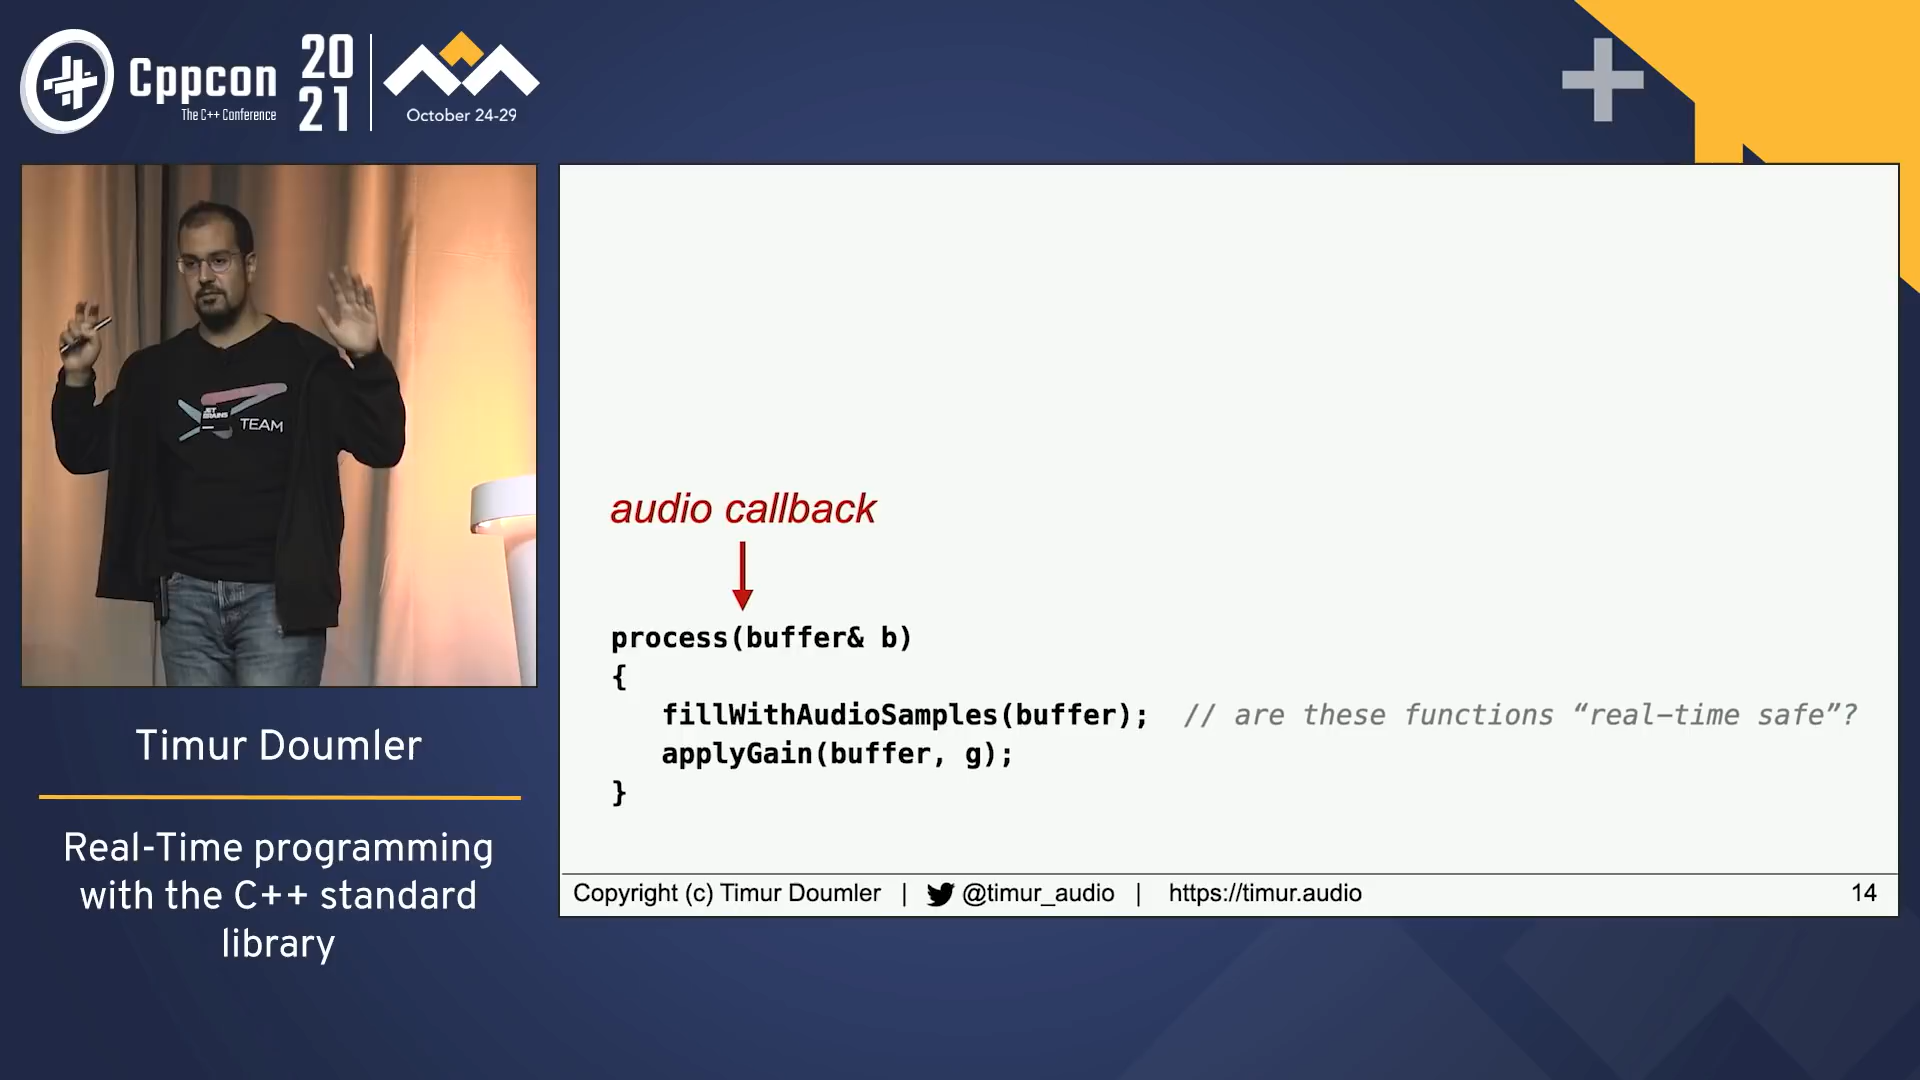 Cppcon
The C++ Conference
20
21
October 24-29
JET
BRAINS
TEAM
Timur Doumler
Real-Time programming
with the C++ standard
library
audio callback
process(buffer& b)
{
fillWithAudioSamples(buffer); // are these functions “real-time safe”?
applyGain(buffer, g);
}
Copyright (c) Timur Doumler | @timur_audio | https://timur.audio
14